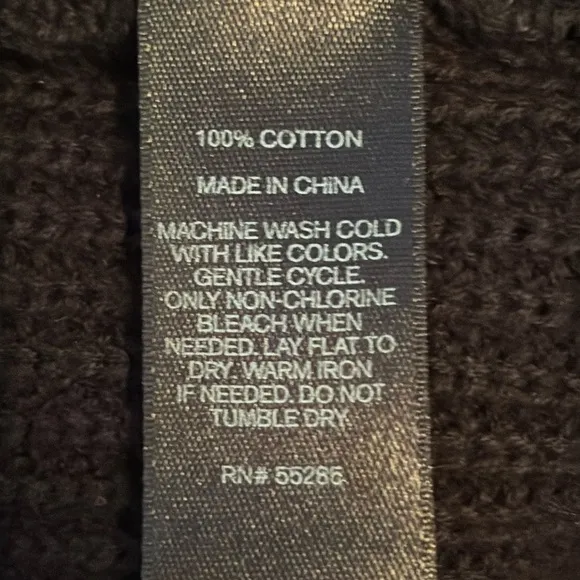 100% COTTON
MADE IN CHINA
MACHINE WASH COLD
WITH LIKE COLORS.
GENTLE CYCLE.
ONLY NON-CHLORINE
BLEACH WHEN
NEEDED. LAY FLAT TO
DRY. WARM IRON
IF NEEDED. DO NOT
TUMBLE DRY.
RN# 55285